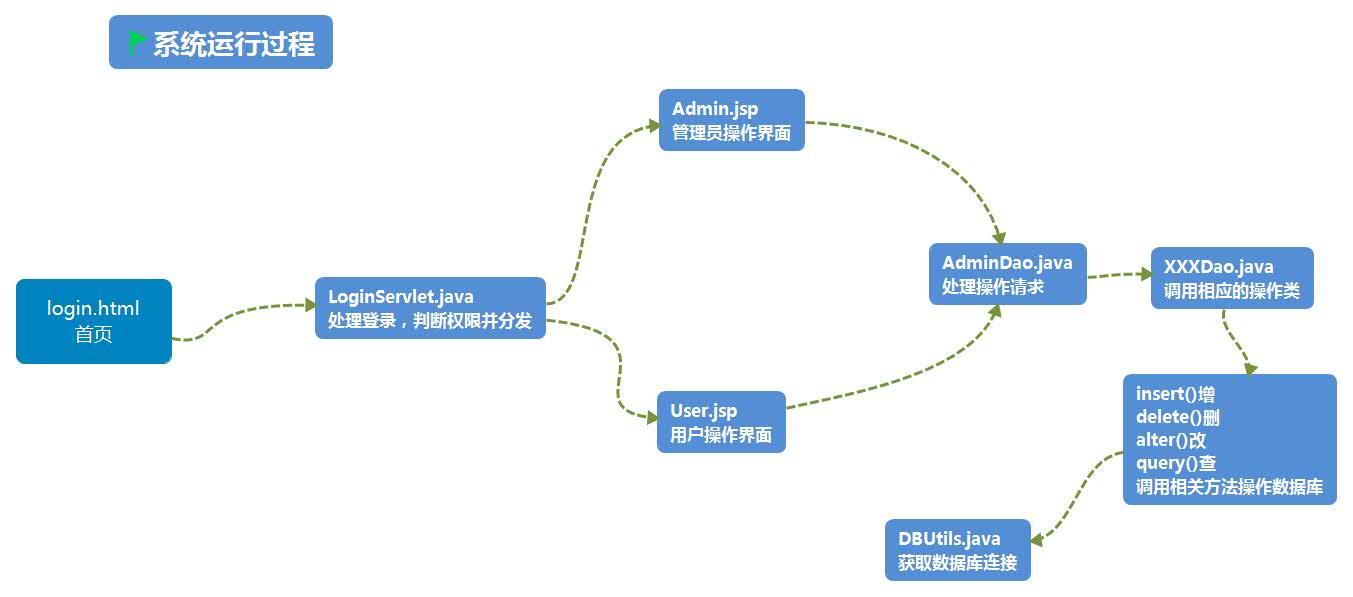 系统运行过程
Admin.jsp
管理员操作界面
login.html
首页
LoginServlet.java
处理登录，判断权限并分发
User.jsp
用户操作界面
AdminDao.java
处理操作请求
XXXDao.java
调用相应的操作类
insert()增
delete()删
alter()改
query()查
调用相关方法操作数据库
DBUtils.java
获取数据库连接